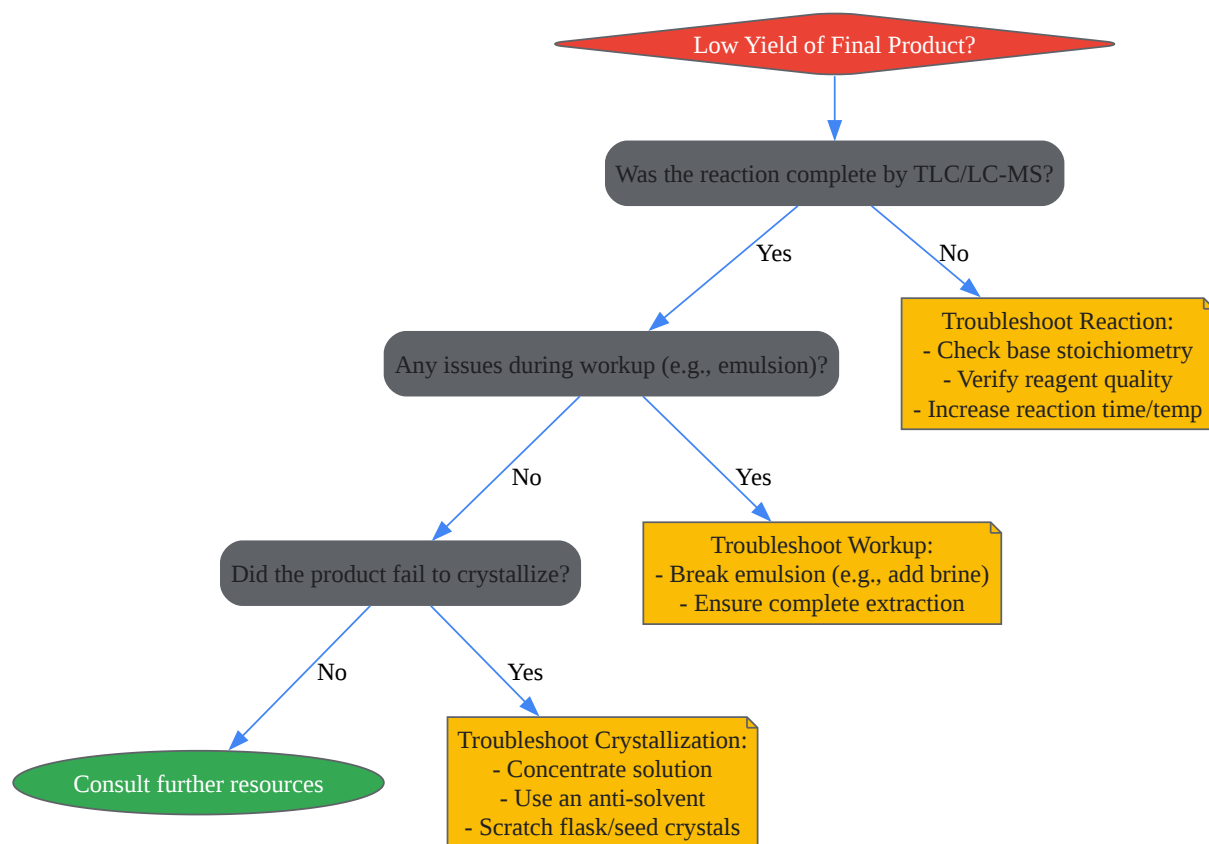 Low Yield of Final Product?
Was the reaction complete by TLC/LC-MS?
Yes
No
Troubleshoot Reaction:
- Check base stoichiometry
- Verify reagent quality
- Increase reaction time/temp
Any issues during workup (e.g., emulsion)?
No
Yes
Troubleshoot Workup:
- Break emulsion (e.g., add brine)
- Ensure complete extraction
Did the product fail to crystallize?
No
Yes
Troubleshoot Crystallization:
- Concentrate solution
- Use an anti-solvent
- Scratch flask/seed crystals
Consult further resources